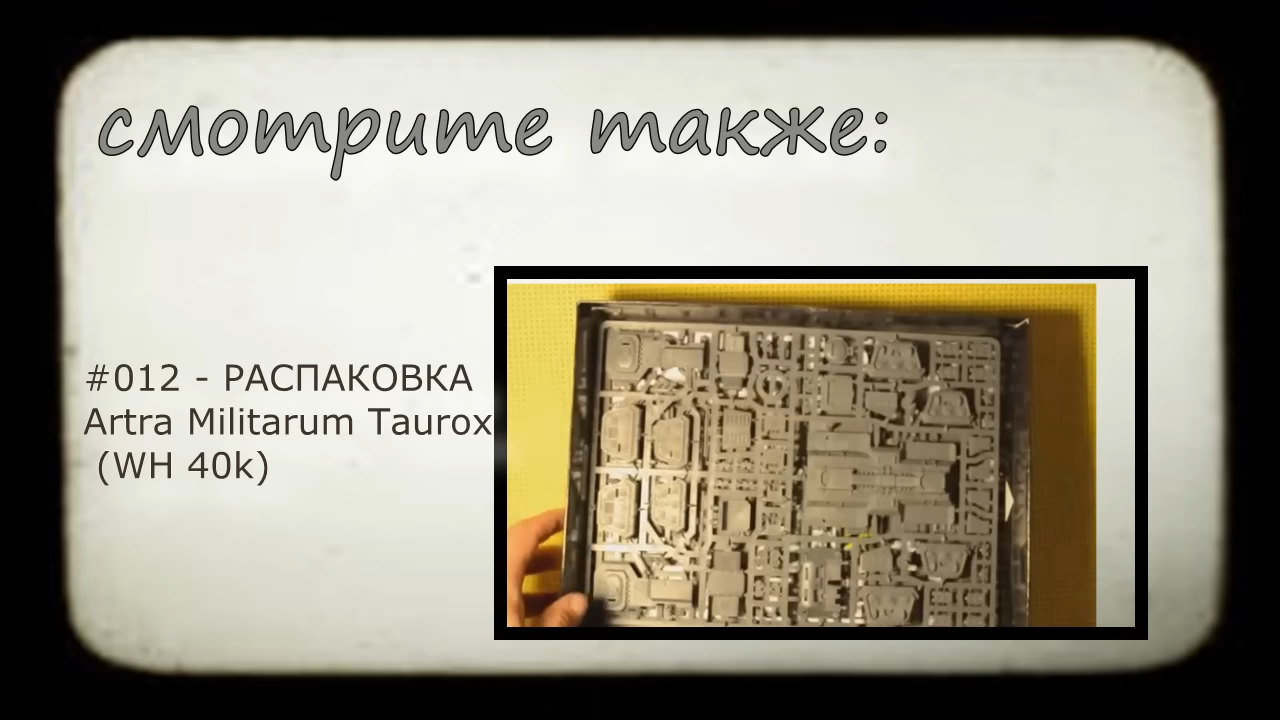 смотрите также:
#012 - РАСПАКОВКА
Artra Militarum Taurox
(WH 40k)